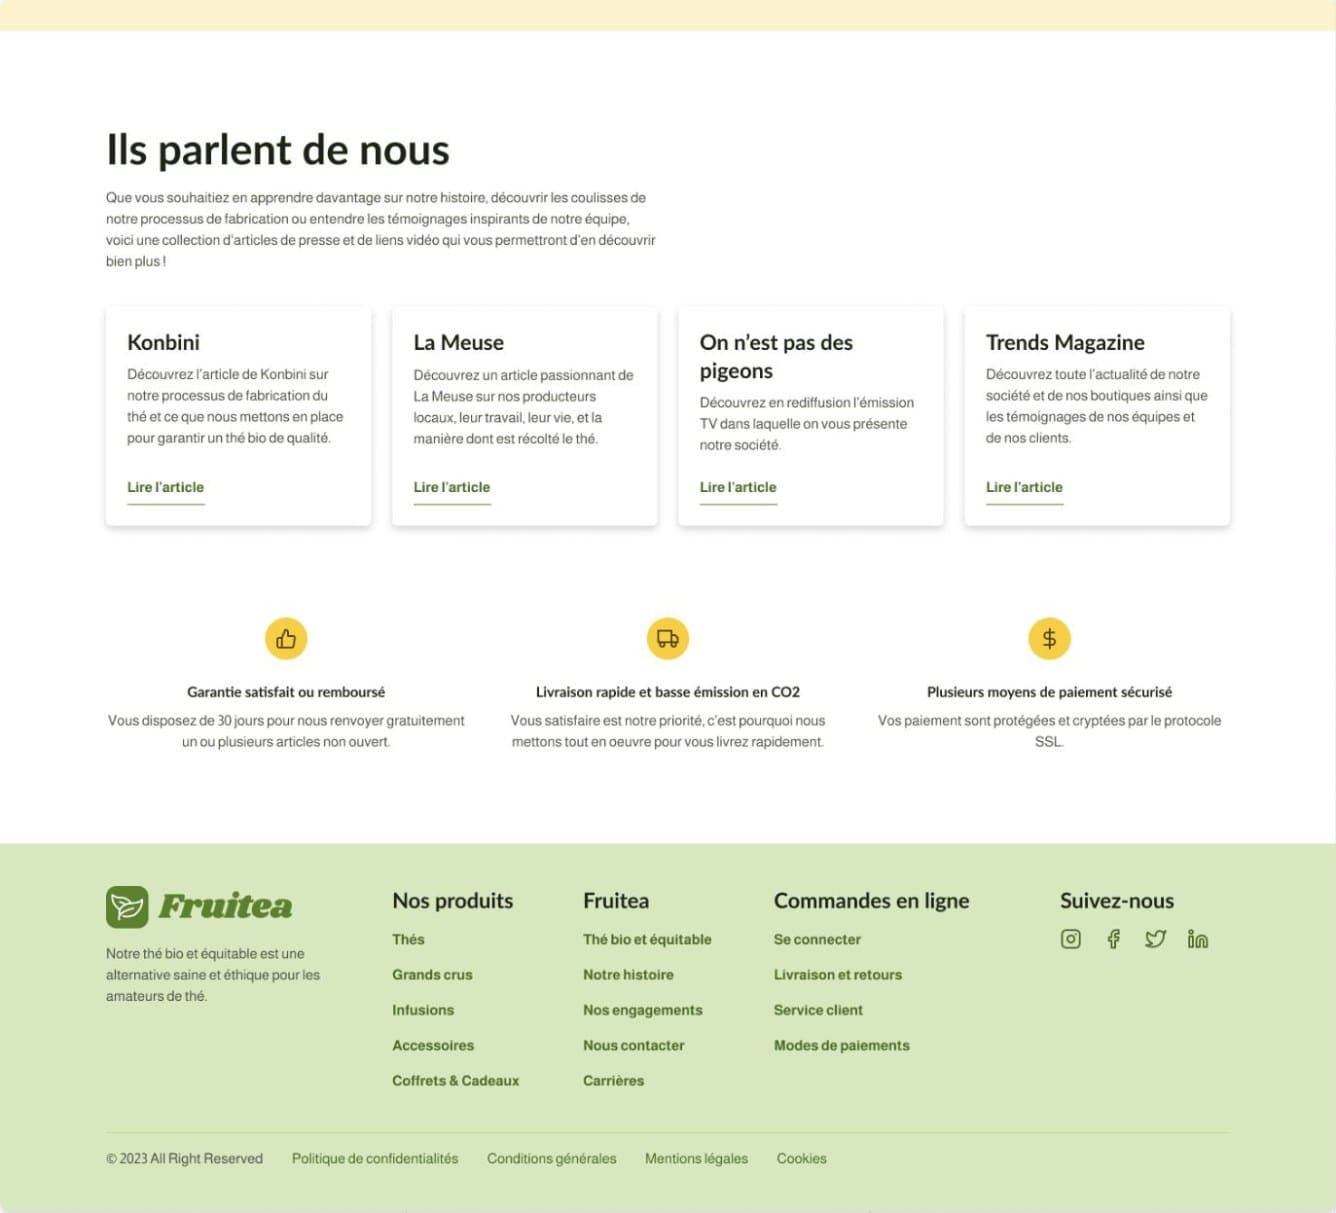 Ils parlent de nous
Que vous souhaitiez en apprendre davantage sur notre histoire, découvrir les coulisses de
notre processus de fabrication ou entendre les témoignages inspirants de notre équipe,
voici une collection d'articles de presse et de liens vidéo qui vous permettront d'en découvrir
bien plus !
Konbini
Découvrez l'article de Konbini sur
notre processus de fabrication du
thé et ce que nous mettons en place
pour garantir un thé bio de qualité.
Lire l'article
La Meuse
Découvrez un article passionnant de
La Meuse sur nos producteurs
locaux, leur travail, leur vie, et la
manière dont est récolté le thé.
Lire l'article
On n'est pas des
pigeons
Découvrez en rediffusion l'émission
TV dans laquelle on vous présente
notre société.
Lire l'article
Trends Magazine
Découvrez toute l'actualité de notre
société et de nos boutiques ainsi que
les témoignages de nos équipes et
de nos clients.
Lire l'article
Garantie satisfait ou remboursé
Vous disposez de 30 jours pour nous renvoyer gratuitement
un ou plusieurs articles non ouvert.
Livraison rapide et basse émission en CO2
Vous satisfaire est notre priorité, c'est pourquoi nous
mettons tout en oeuvre pour vous livrez rapidement.
Plusieurs moyens de paiement sécurisé
Vos paiement sont protégées et cryptées par le protocole
SSL.
Fruitea
Notre thé bio et équitable est une
alternative saine et éthique pour les
amateurs de thé.
Nos produits
Thés
Grands crus
Infusions
Accessoires
Coffrets & Cadeaux
Fruitea
Thé bio et équitable
Notre histoire
Nos engagements
Nous contacter
Carrières
Commandes en ligne
Se connecter
Livraison et retours
Service client
Modes de paiements
Suivez-nous
© 2023 All Right Reserved
Politique de confidentialités
Conditions générales
Mentions légales
Cookies